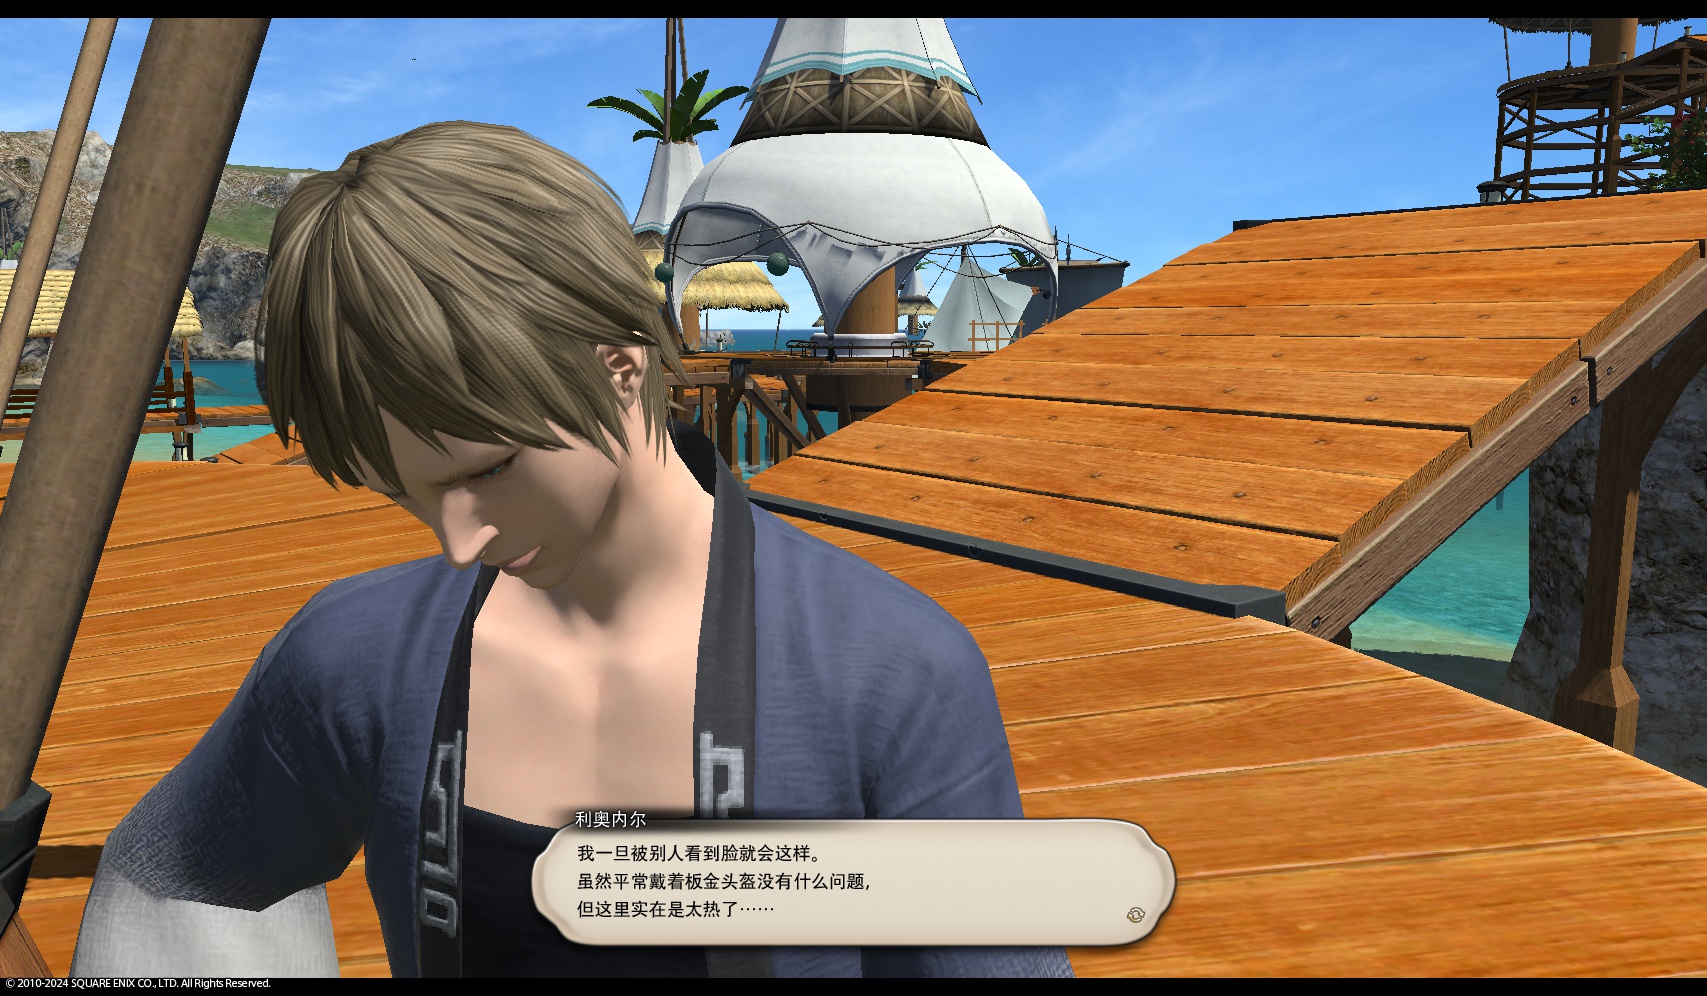 利奥内尔
我一旦被别人看到脸就会这样。
虽然平常戴着板金头盔没有什么问题，
但这里实在是太热了……
© 2010-2024 SQUARE ENIX CO., LTD. All Rights Reserved.